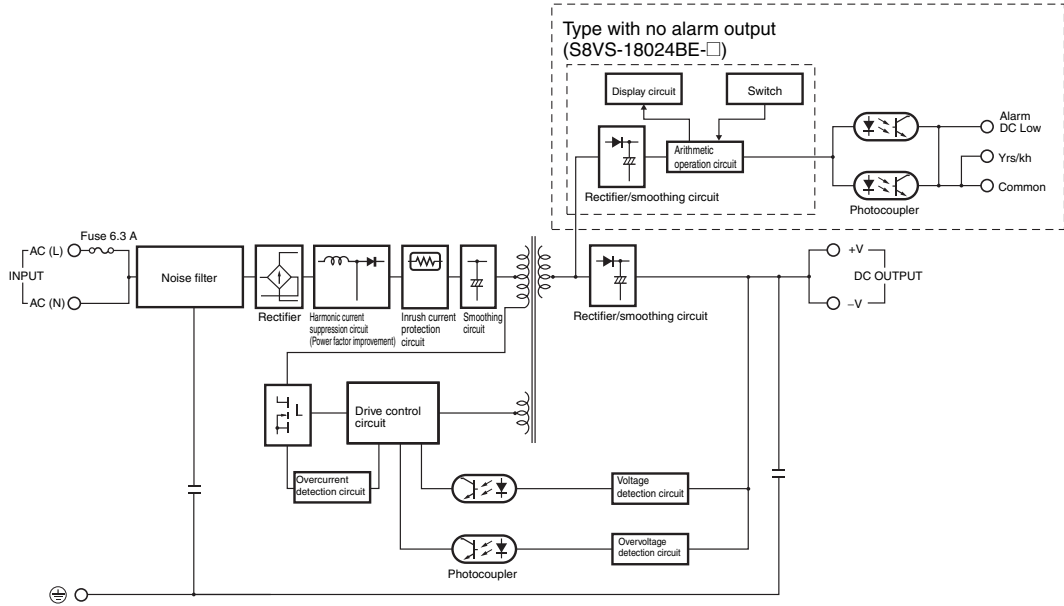 Type with no alarm output
(S8VS-18024BE-□)
Display circuit
Switch
Arithmetic
operation circuit
Rectifier/smoothing circuit
Alarm
DC Low
Yrs/kh
Common
Photocoupler
Fuse 6.3 A
AC (L)
INPUT
AC (N)
Noise filter
Rectifier
Harmonic current
suppression circuit
(Power factor improvement)
Inrush current
protection
circuit
Smoothing
circuit
Rectifier/smoothing circuit
+V
DC OUTPUT
–V
Drive control
circuit
Overcurrent
detection circuit
Voltage
detection circuit
Overvoltage
detection circuit
Photocoupler